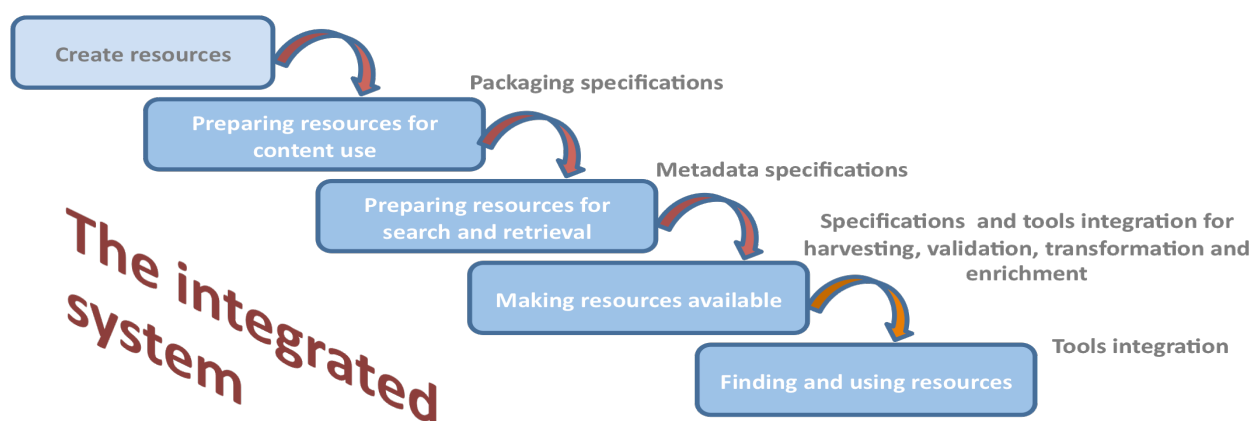 Create resources
Packaging specifications
Preparing resources for
content use
Metadata specifications
Preparing resources for
search and retrieval
Specifications and tools integration for
harvesting, validation, transformation and
enrichment
Making resources available
Tools integration
Finding and using resources
The integrated
system